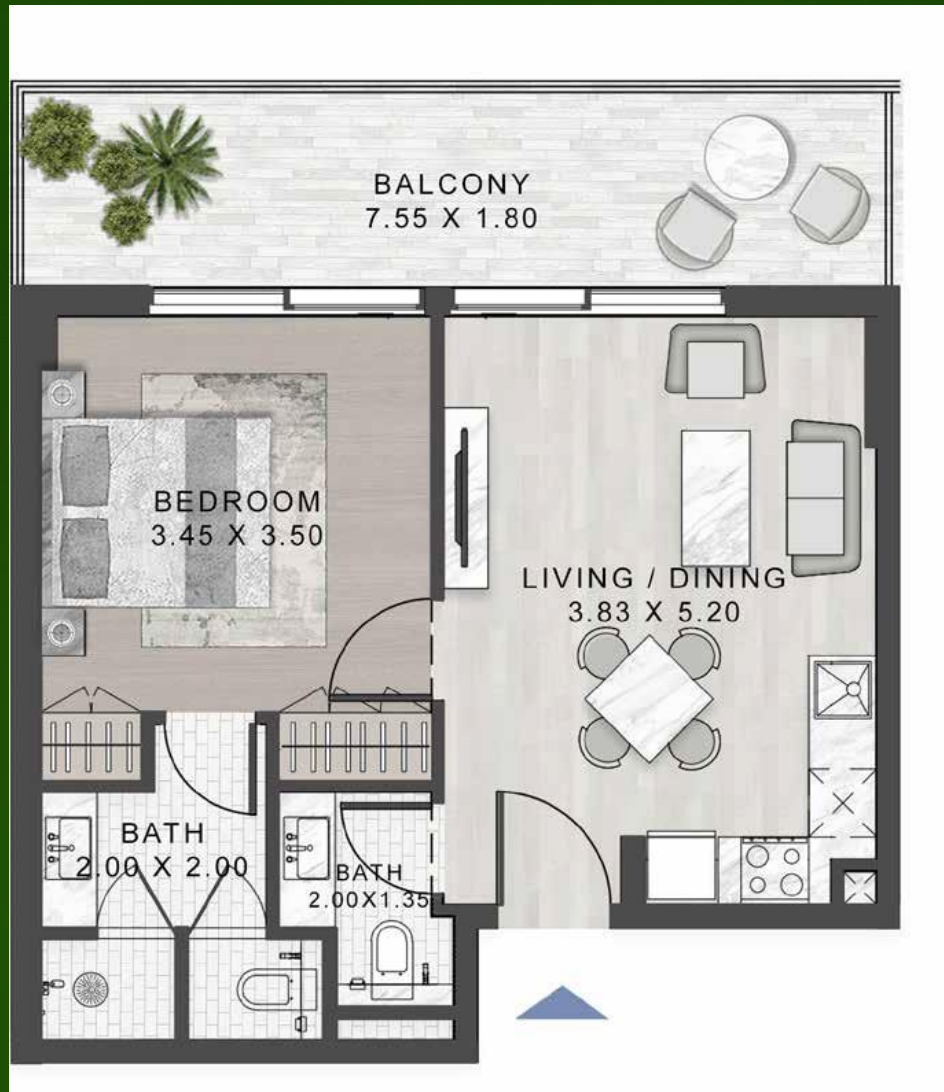 BALCONY
7.55 X 1.80
BEDROOM
3.45 X 3.50
LIVING / DINING
3.83 X 5.20
BATH
2.00 X 2.00
BATH
2.00X1.35